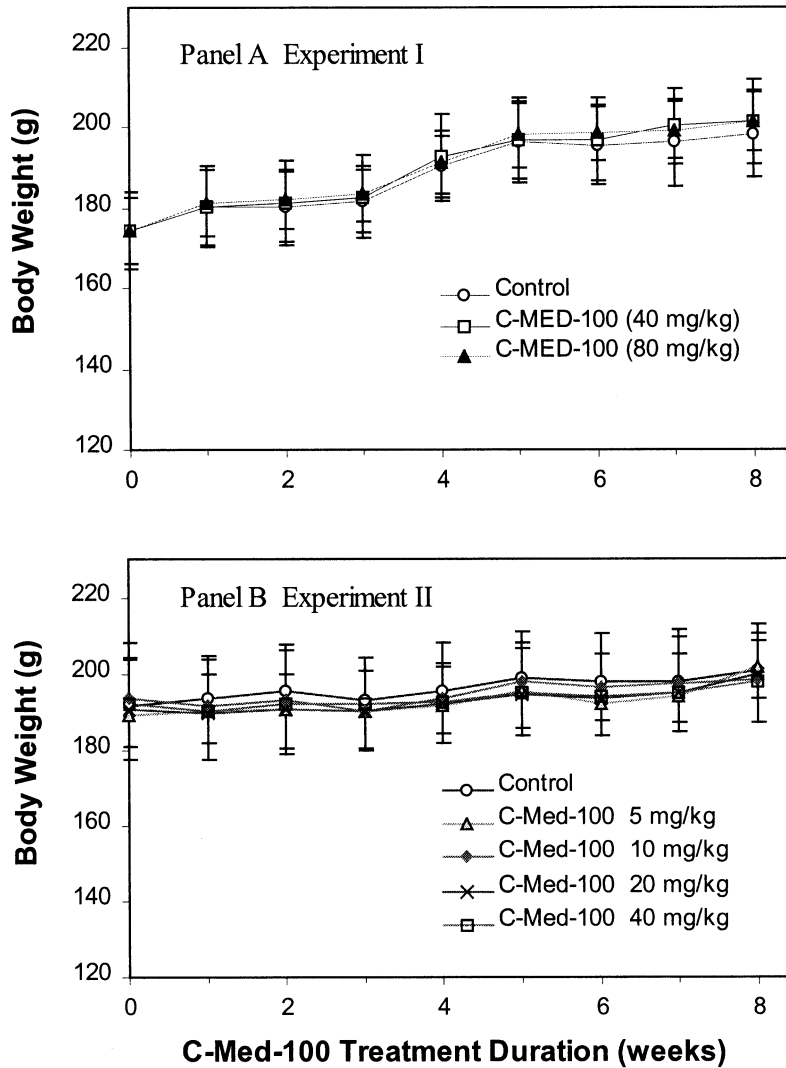 Panel A Experiment I
Body Weight (g)
220
200
180
160
140
120
Control
C-MED-100 (40 mg/kg)
C-MED-100 (80 mg/kg)
0 2 4 6 8
Panel B Experiment II
Body Weight (g)
220
200
180
160
140
120
Control
C-Med-100 5 mg/kg
C-Med-100 10 mg/kg
C-Med-100 20 mg/kg
C-Med-100 40 mg/kg
0 2 4 6 8
C-Med-100 Treatment Duration (weeks)